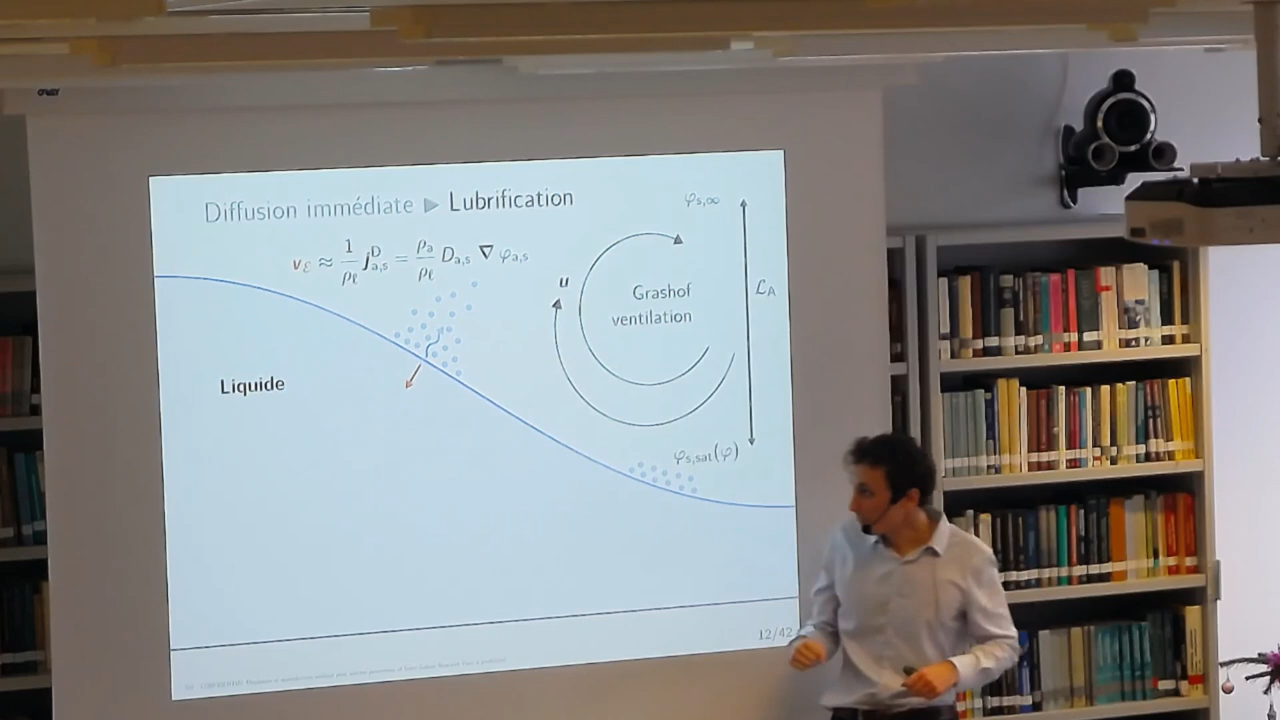 Diffusion immédiate ▶ Lubrification
φs,∞
vℰ ≈ 1/ρℓ jᴰa,s = ρa/ρℓ Da,s ∇ φa,s
u
Grashof
ventilation
ℒA
Liquide
φs,sat(φ)
12/42